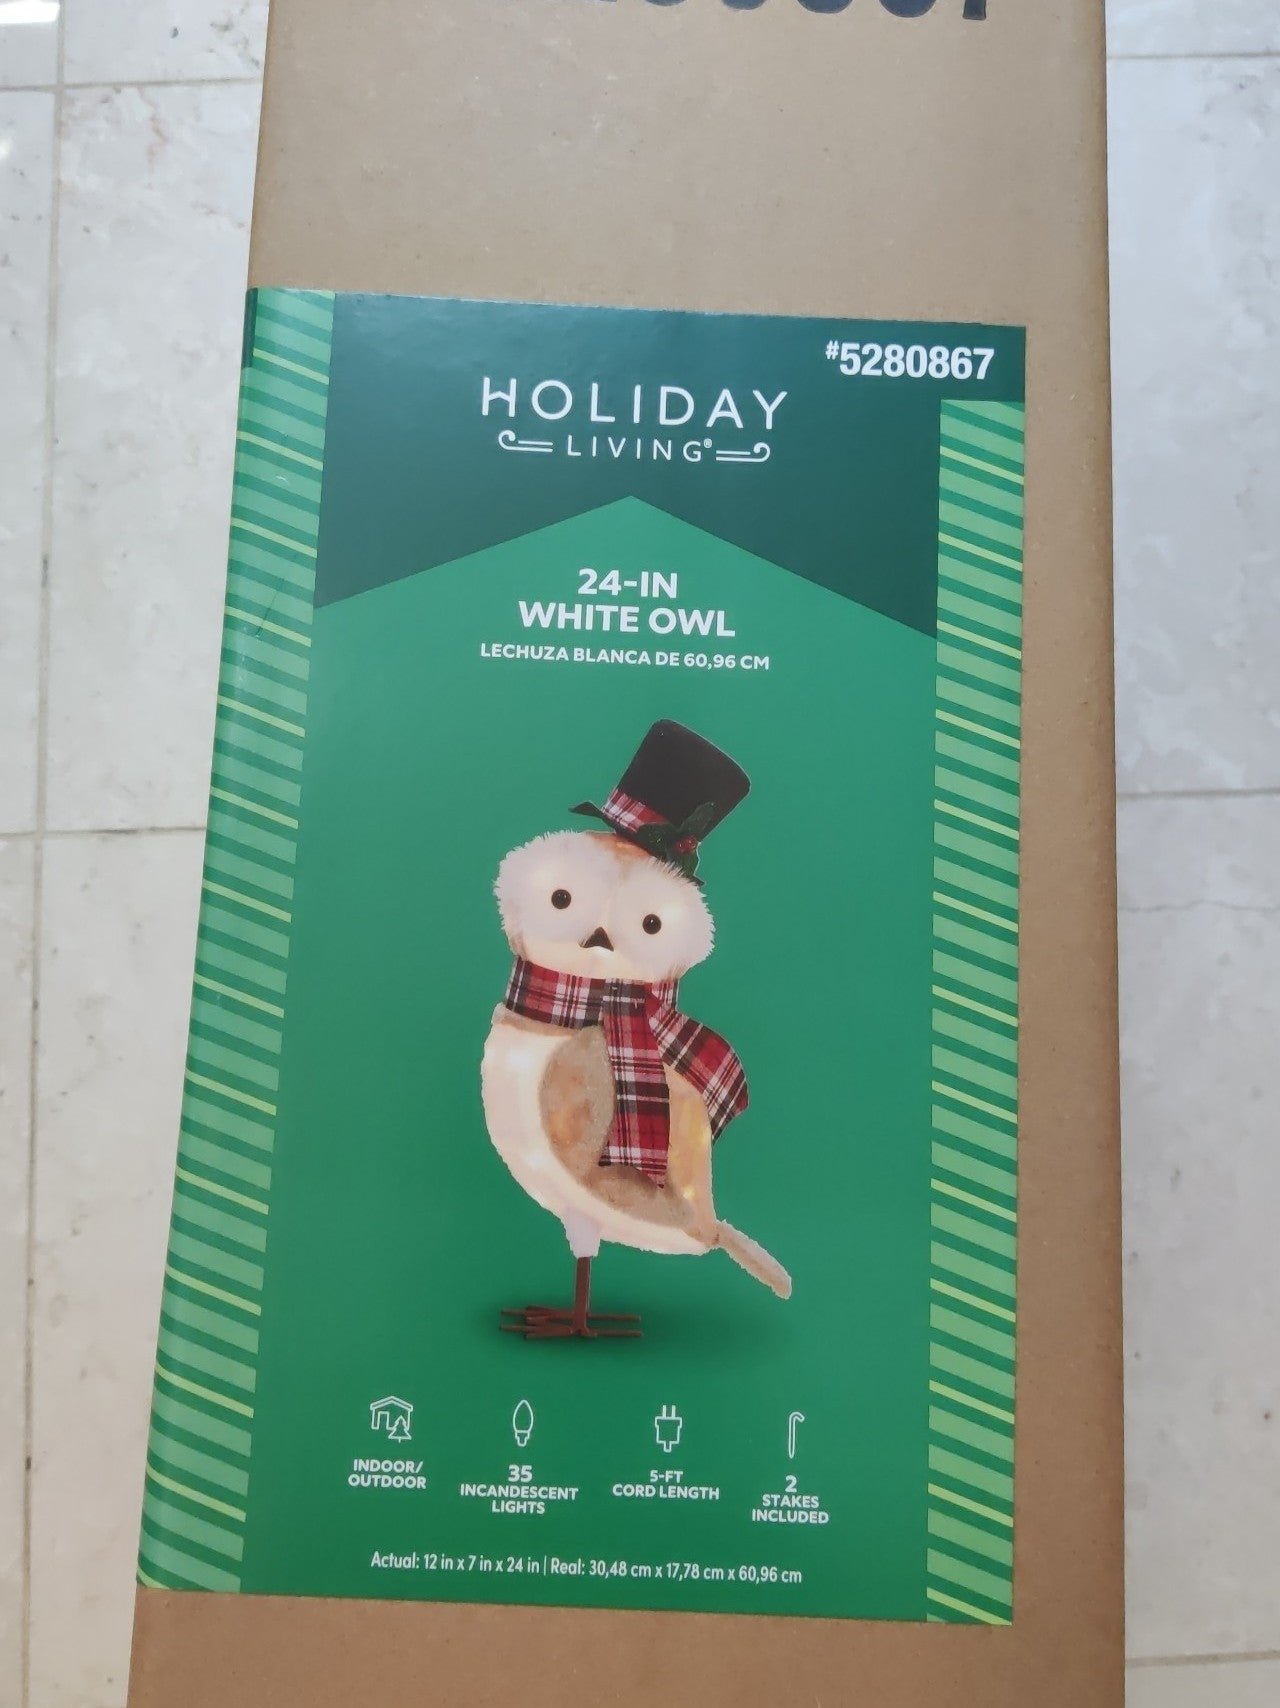 #5280867
HOLIDAY
LIVING®
24-IN
WHITE OWL
LECHUZA BLANCA DE 60,96 CM
INDOOR/
OUTDOOR
35
INCANDESCENT
LIGHTS
5-FT
CORD LENGTH
2
STAKES
INCLUDED
Actual: 12 in x 7 in x 24 in | Real: 30,48 cm x 17,78 cm x 60,96 cm